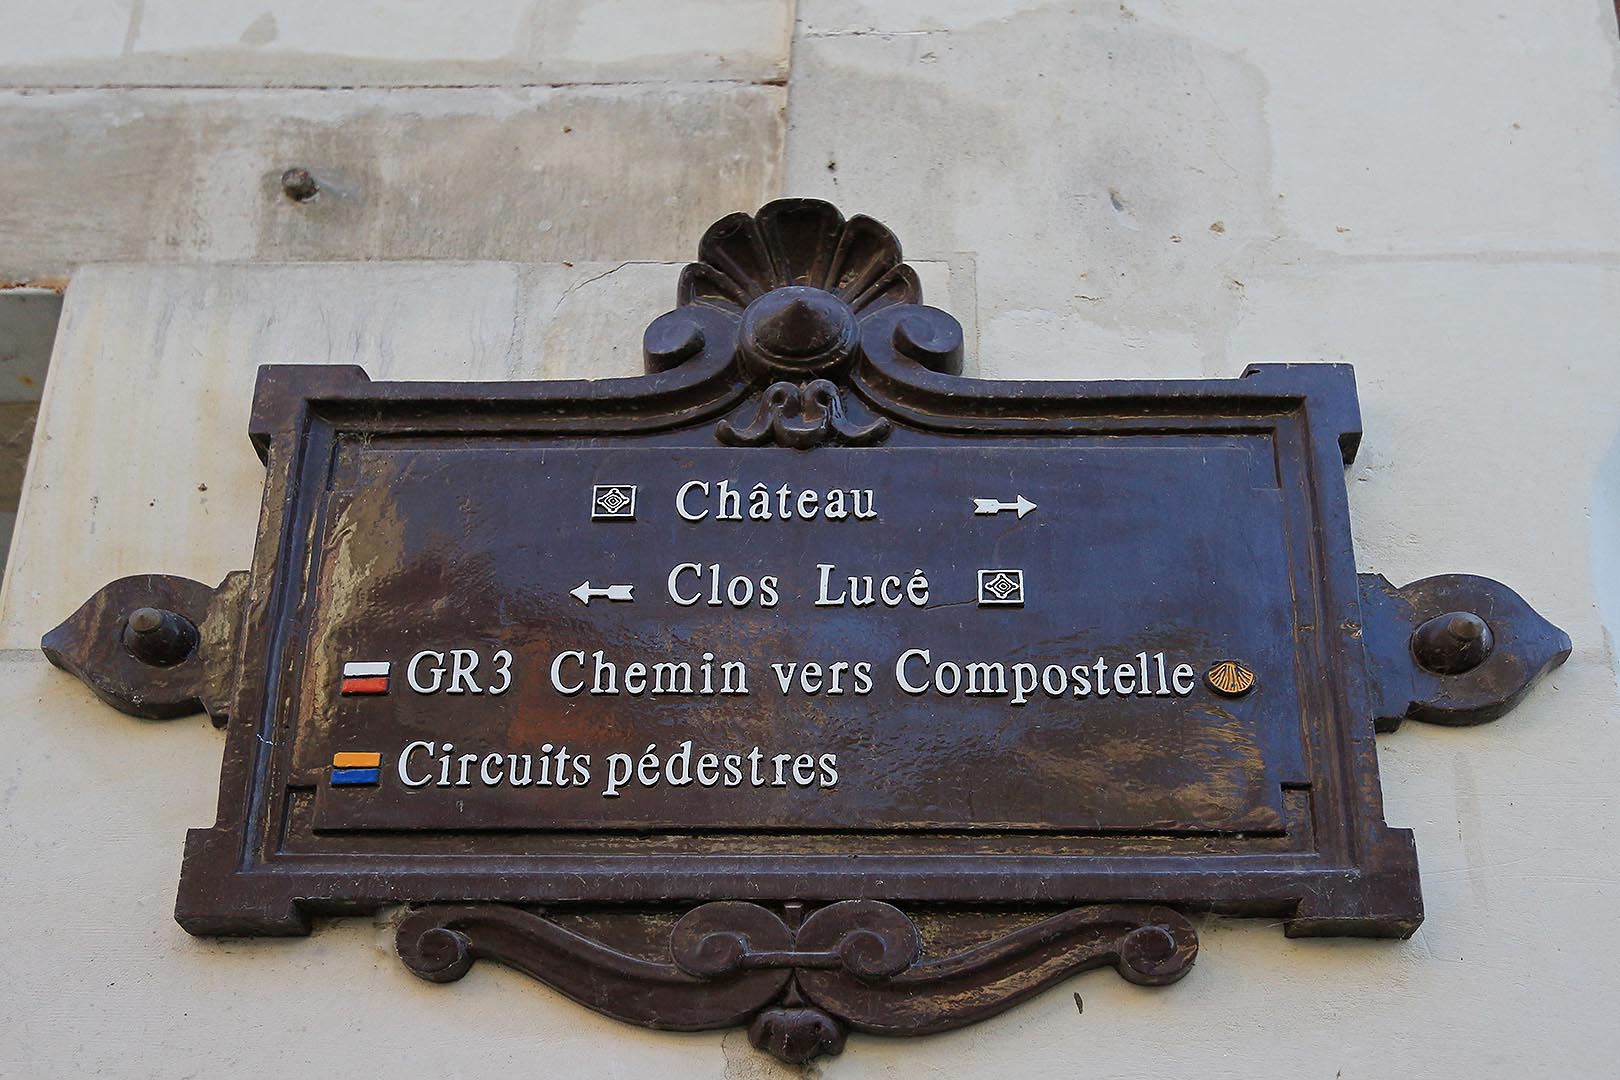 Château
Clos Lucé
GR3 Chemin vers Compostelle
Circuits pédestres